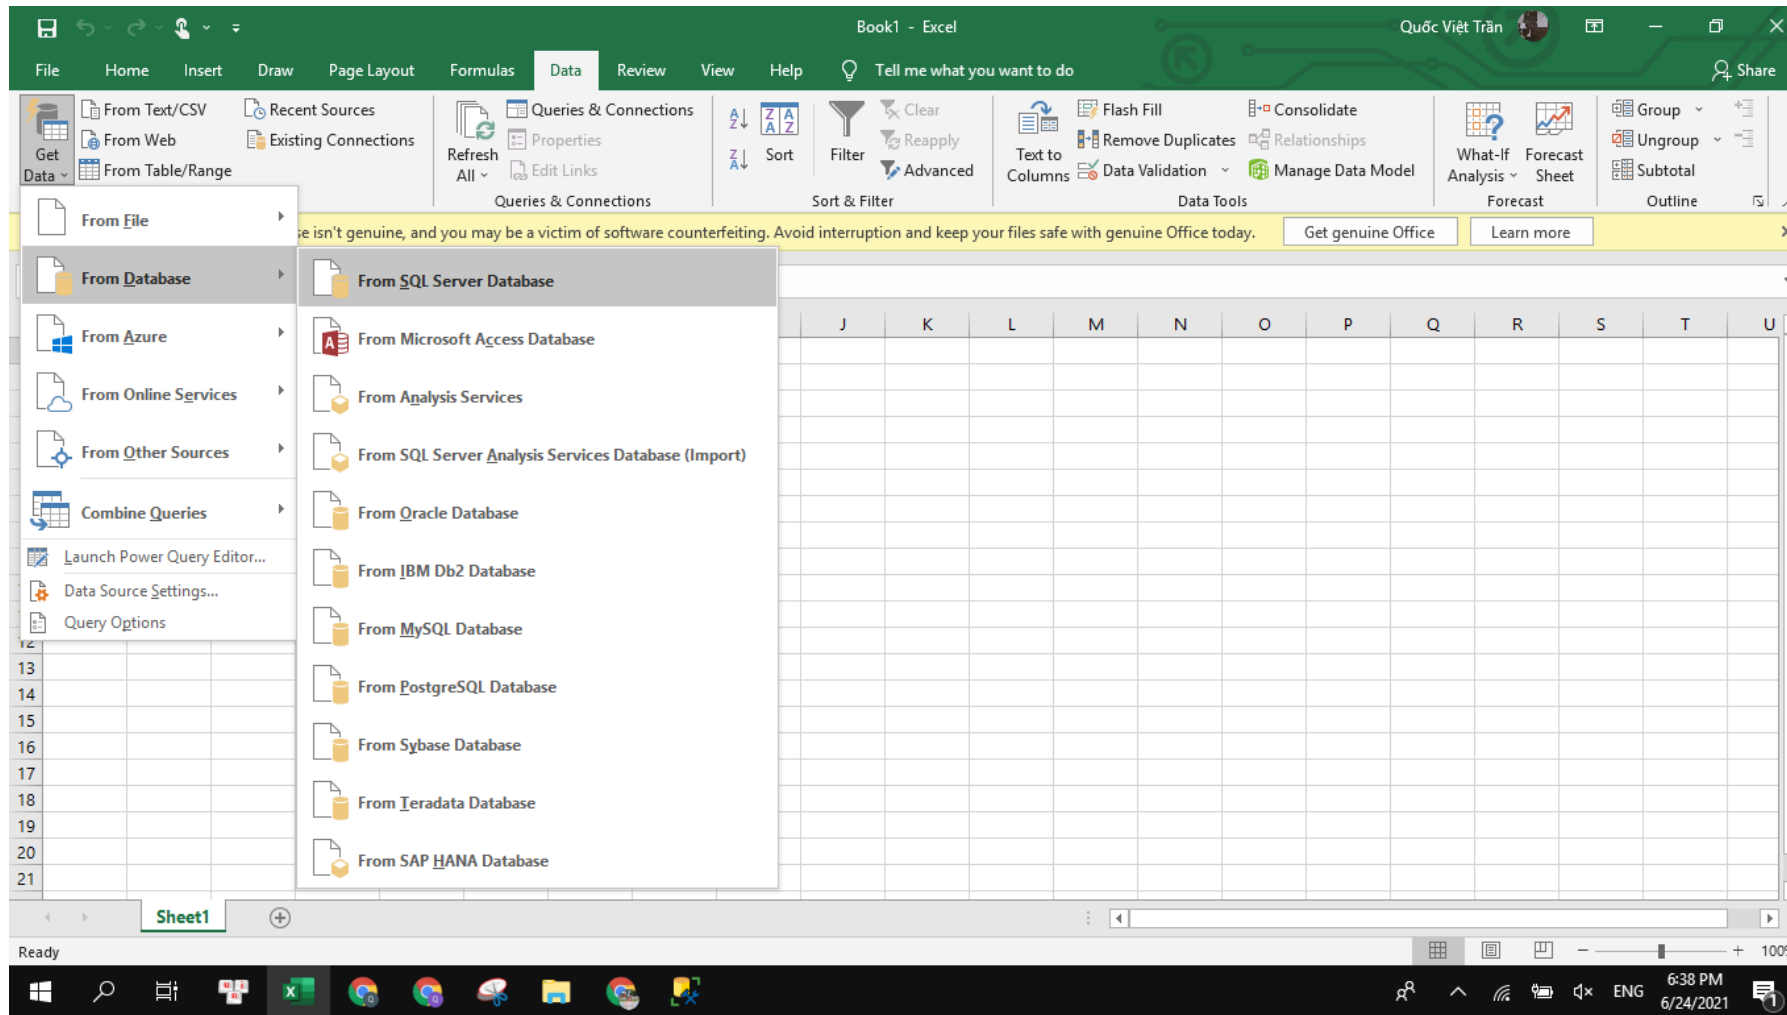 Book1 - Excel
Quốc Việt Trần
File Home Insert Draw Page Layout Formulas Data Review View Help Tell me what you want to do Share
Get Data
From Text/CSV
From Web
From Table/Range
Recent Sources
Existing Connections
Refresh All
Queries & Connections
Properties
Edit Links
Queries & Connections
Sort
Filter
Clear
Reapply
Advanced
Sort & Filter
Text to Columns
Flash Fill
Remove Duplicates
Data Validation
Consolidate
Relationships
Manage Data Model
Data Tools
What-If Analysis
Forecast Sheet
Forecast
Group
Ungroup
Subtotal
Outline
isn't genuine, and you may be a victim of software counterfeiting. Avoid interruption and keep your files safe with genuine Office today. Get genuine Office Learn more
From File
From Database
From Azure
From Online Services
From Other Sources
Combine Queries
Launch Power Query Editor...
Data Source Settings...
Query Options
From SQL Server Database
From Microsoft Access Database
From Analysis Services
From SQL Server Analysis Services Database (Import)
From Oracle Database
From IBM Db2 Database
From MySQL Database
From PostgreSQL Database
From Sybase Database
From Teradata Database
From SAP HANA Database
J K L M N O P Q R S T U
12
13
14
15
16
17
18
19
20
21
Sheet1
Ready
100%
ENG
6:38 PM
6/24/2021
1